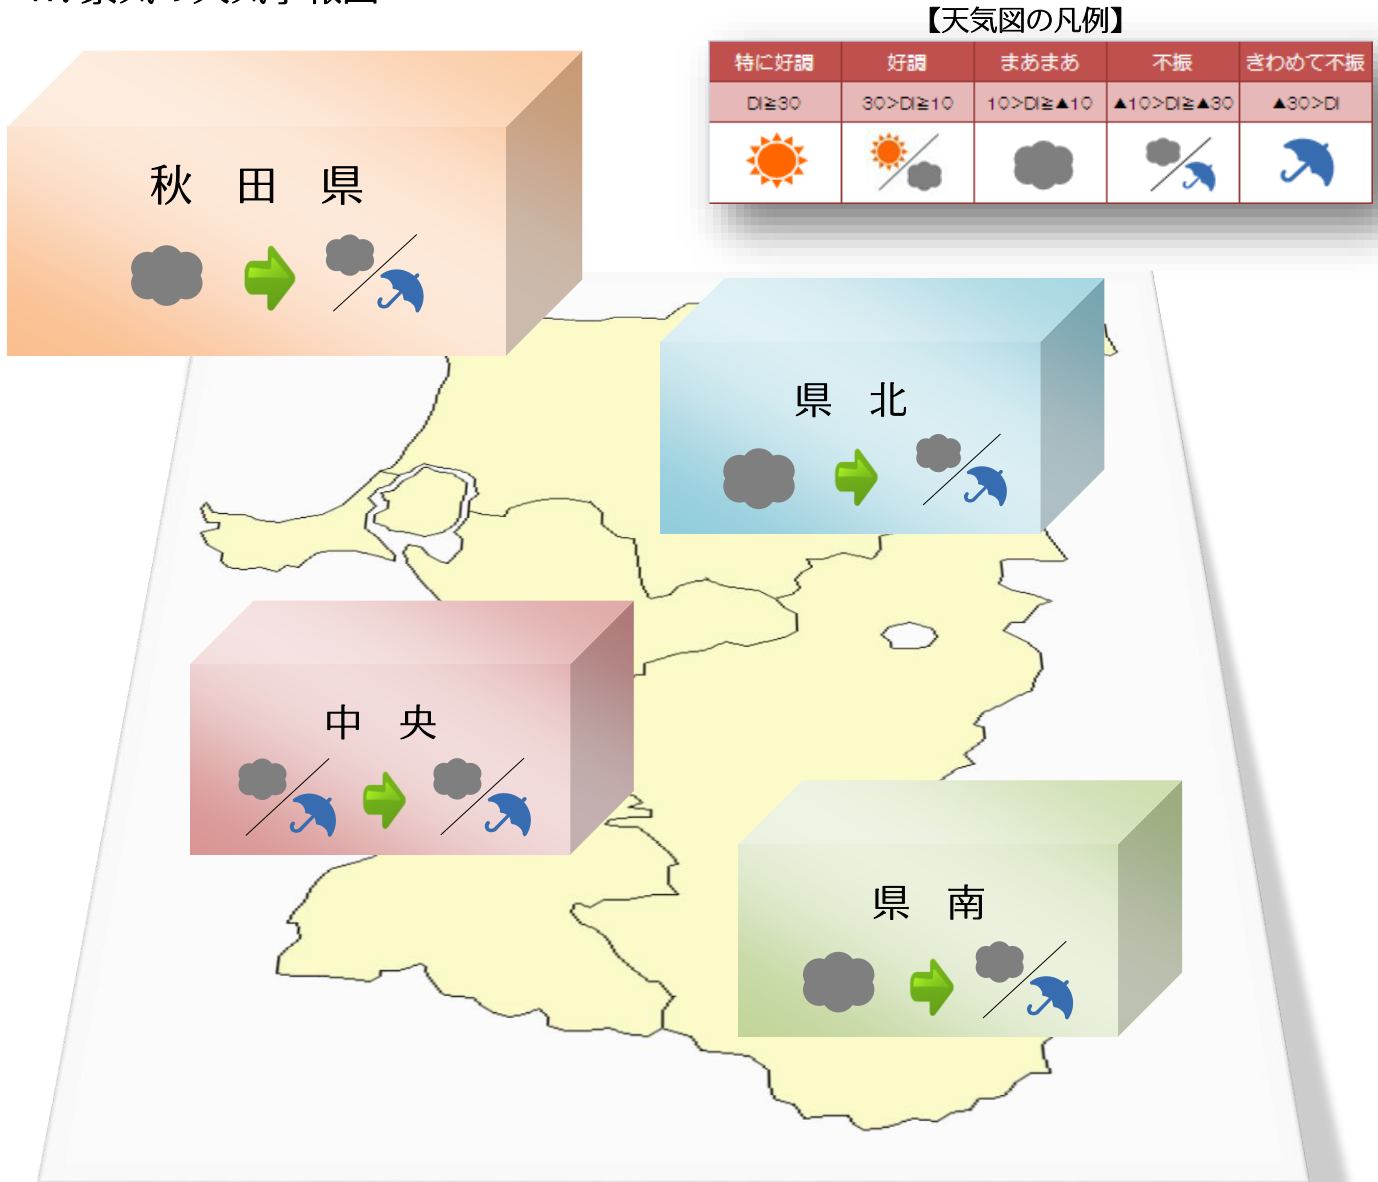 【天気図の凡例】
特に好調 好調 まあまあ 不振 きわめて不振
DI≧30 30>DI≧10 10>DI≧▲10 ▲10>DI≧▲30 ▲30>DI
秋 田 県
県 北
中 央
県 南